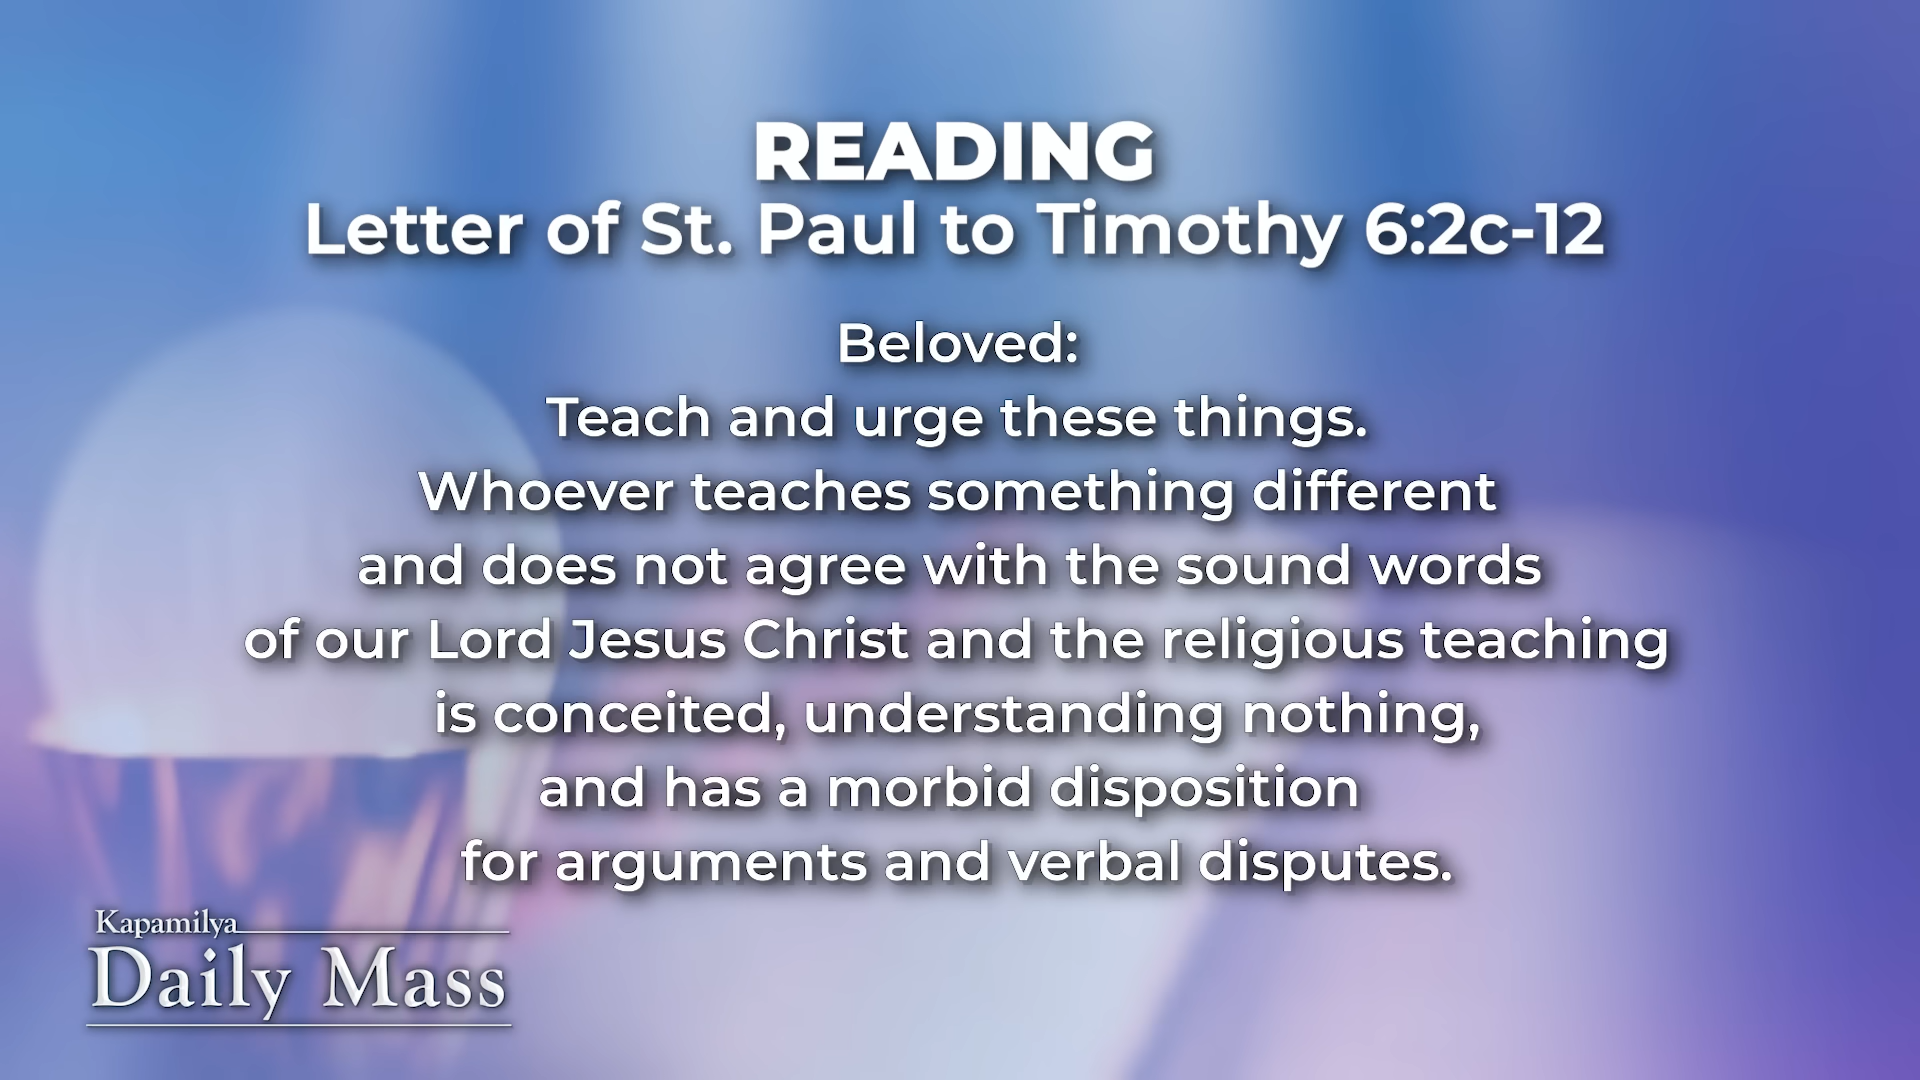 READING
Letter of St. Paul to Timothy 6:2c-12
Beloved:
Teach and urge these things.
Whoever teaches something different
and does not agree with the sound words
of our Lord Jesus Christ and the religious teaching
is conceited, understanding nothing,
and has a morbid disposition
for arguments and verbal disputes.
Kapamilya
Daily Mass